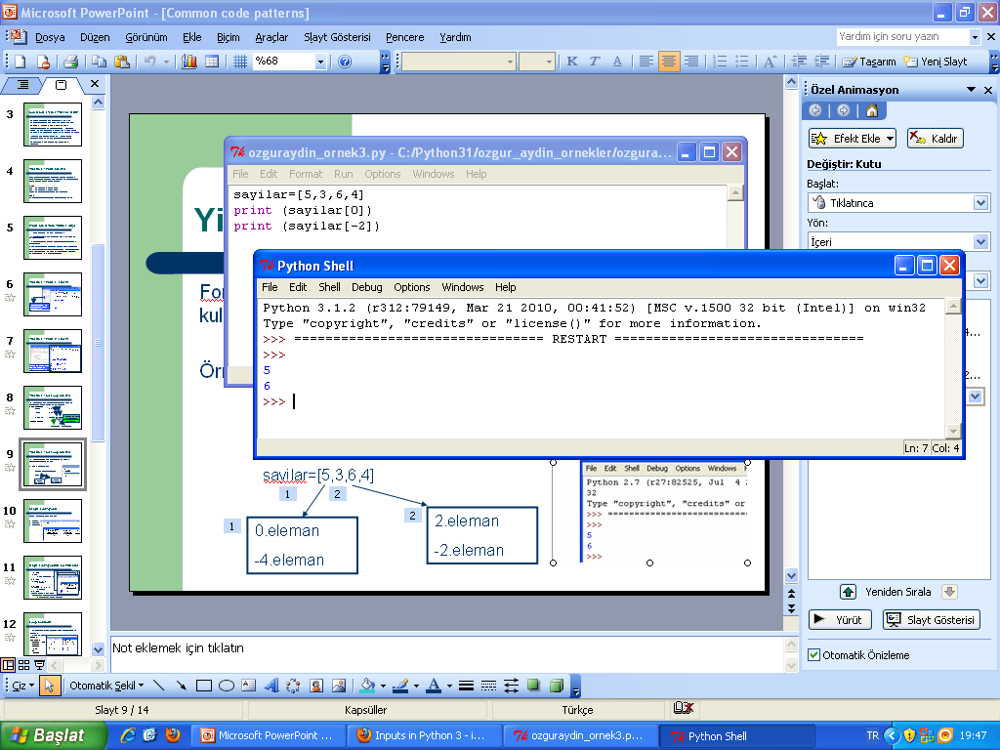 Microsoft PowerPoint - [Common code patterns]
Dosya Düzen Görünüm Ekle Biçim Araçlar Slayt Gösterisi Pencere Yardım
Yardım için soru yazın
%68
K T A
Tasarım Yeni Slayt
3
4
5
6
7
8
9
10
11
12
Yi
For
kul
Örn
ozguraydin_ornek3.py - C:/Python31/ozgur_aydin_ornekler/ozgura...
File Edit Format Run Options Windows Help
sayilar=[5,3,6,4]
print (sayilar[0])
print (sayilar[-2])
Python Shell
File Edit Shell Debug Options Windows Help
Python 3.1.2 (r312:79149, Mar 21 2010, 00:41:52) [MSC v.1500 32 bit (Intel)] on win32
Type "copyright", "credits" or "license()" for more information.
>>> ================================ RESTART ================================
>>>
5
6
>>>
Ln: 7 Col: 4
sayilar=[5,3,6,4]
1 2
1
0.eleman
-4.eleman
2
2.eleman
-2.eleman
File Edit Shell Debug Options Windows
Python 2.7 (r27:82525, Jul 4 2
32
Type "copyright", "credits" or
>>> ================
>>>
5
6
>>>
Özel Animasyon
Efekt Ekle Kaldır
Değiştir: Kutu
Başlat:
Tıklatınca
Yön:
İçeri
4...
2...
Yeniden Sırala
Yürüt Slayt Gösterisi
Otomatik Önizleme
Not eklemek için tıklatın
Çiz Otomatik Şekil
Slayt 9 / 14 Kapsüller Türkçe
Başlat
Microsoft PowerPoint ...
Inputs in Python 3 - i...
ozguraydin_ornek3.p...
Python Shell
TR
19:47